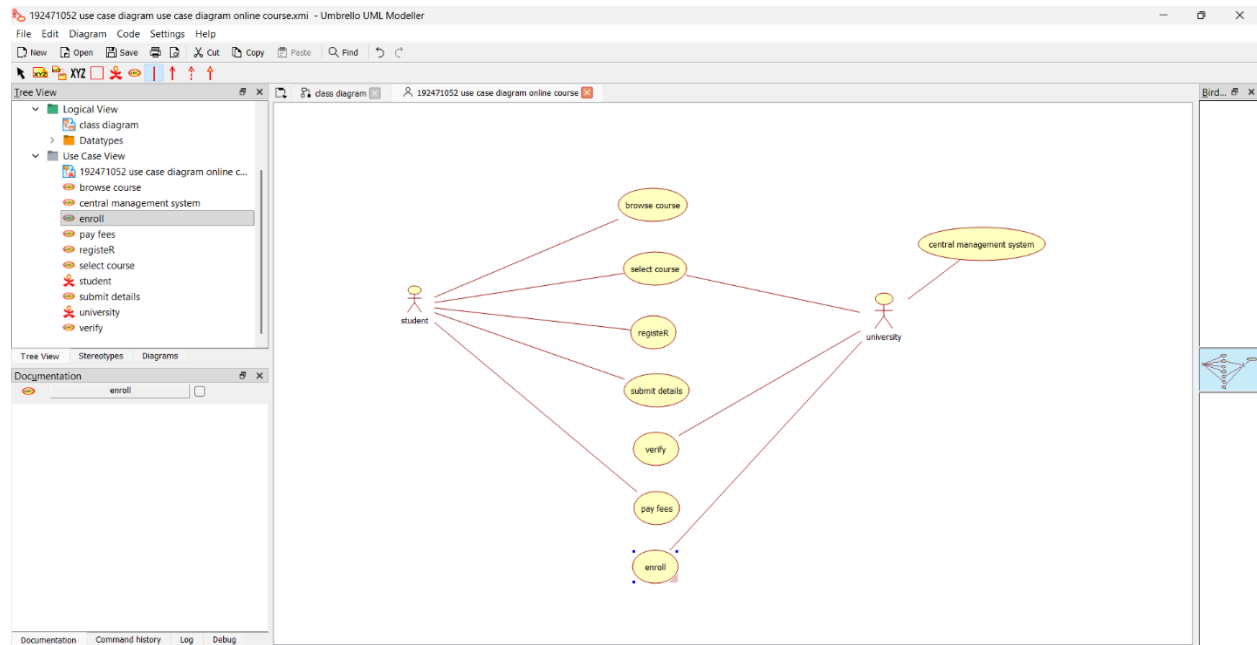 192471052 use case diagram use case diagram online course.xmi - Umbrello UML Modeller
File Edit Diagram Code Settings Help
New Open Save Cut Copy Paste Find
XYZ XYZ
Tree View
class diagram 192471052 use case diagram online course
Bird...
Logical View
class diagram
Datatypes
Use Case View
192471052 use case diagram online c...
browse course
central management system
enroll
pay fees
registeR
select course
student
submit details
university
verify
Tree View Stereotypes Diagrams
Documentation
enroll
Documentation Command history Log Debug
browse course
central management system
select course
student
registeR
university
submit details
verify
pay fees
enroll